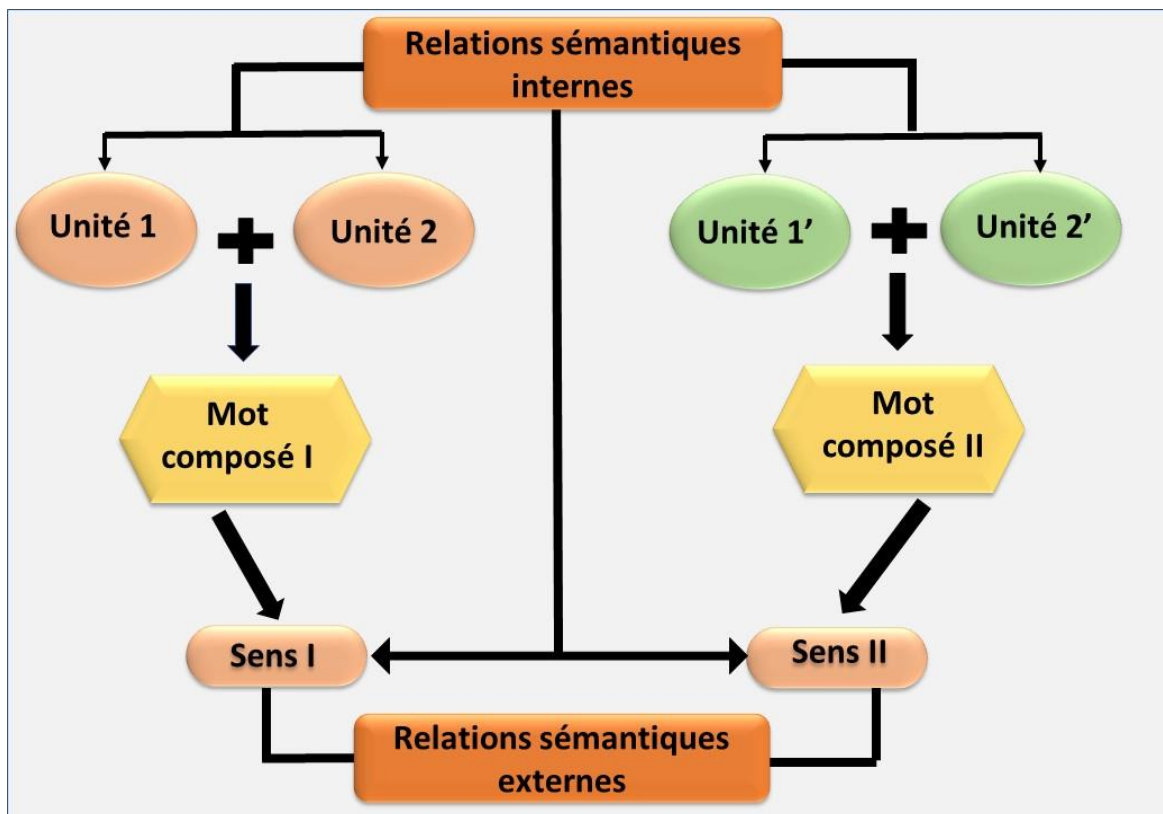 Relations sémantiques
internes
Unité 1
Unité 2
Unité 1’
Unité 2’
Mot
composé I
Mot
composé II
Sens I
Sens II
Relations sémantiques
externes